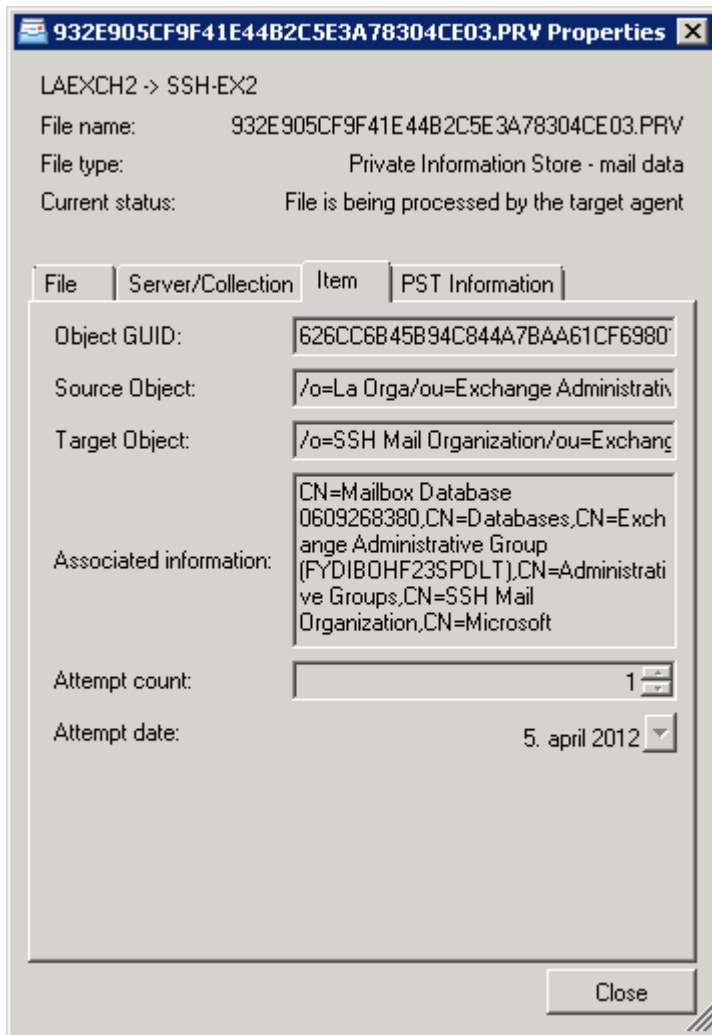 932E905CF9F41E44B2C5E3A78304CE03.PRV Properties
LAEXCH2 -> SSH-EX2
File name: 932E905CF9F41E44B2C5E3A78304CE03.PRV
File type: Private Information Store - mail data
Current status: File is being processed by the target agent
File Server/Collection Item PST Information
Object GUID: 626CC6B45B94C844A7BAA61CF6980
Source Object: /o=La Orga/ou=Exchange Administrativ
Target Object: /o=SSH Mail Organization/ou=Exchang
Associated information:
CN=Mailbox Database
0609268380,CN=Databases,CN=Exch
ange Administrative Group
(FYDIBOHF23SPDLT),CN=Administrati
ve Groups,CN=SSH Mail
Organization,CN=Microsoft
Attempt count: 1
Attempt date: 5. april 2012
Close